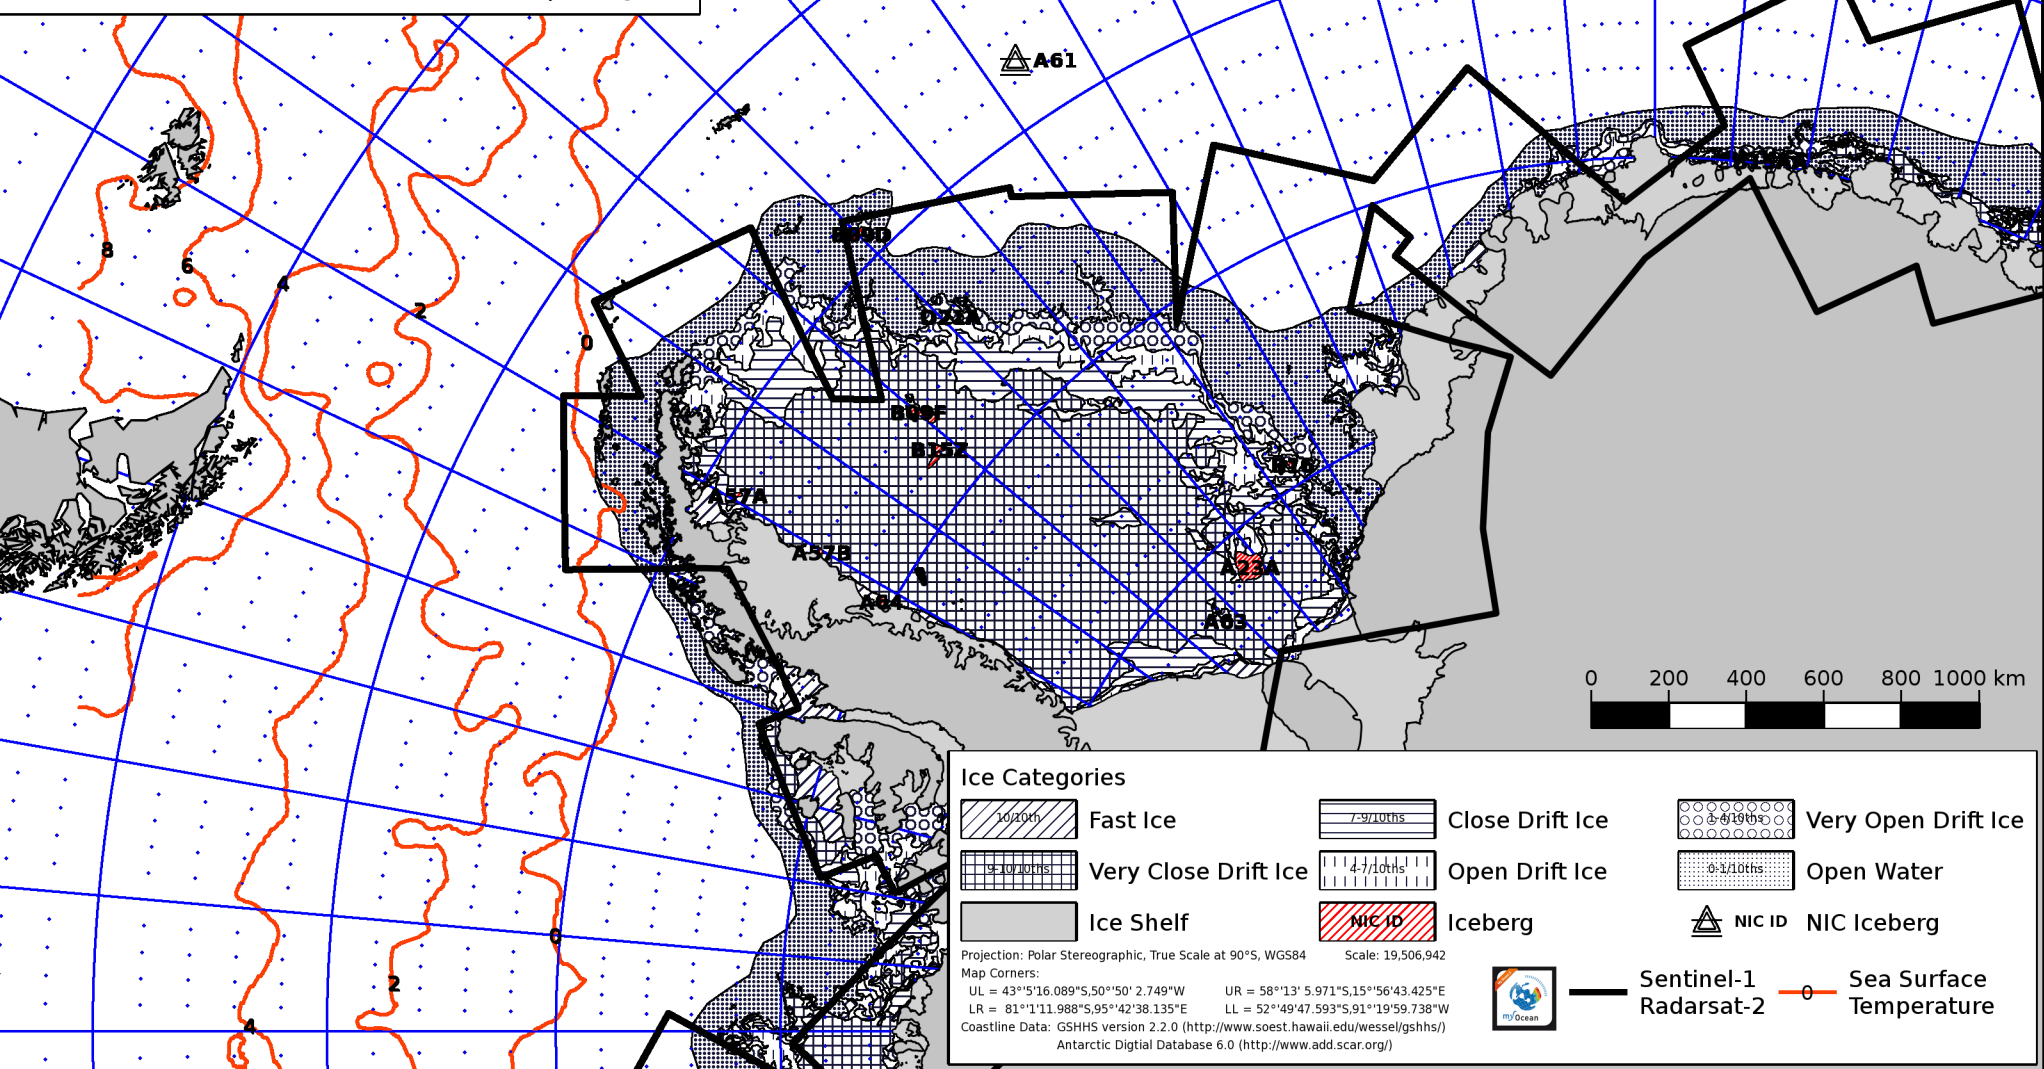 A61
8
6
4
2
0
D21A
B09F
B15Z
A57A
A57B
A64
A23A
A63
0 200 400 600 800 1000 km
Ice Categories
10/10th Fast Ice 7-9/10ths Close Drift Ice 1-4/10ths Very Open Drift Ice
9-10/10ths Very Close Drift Ice 4-7/10ths Open Drift Ice 0-1/10ths Open Water
Ice Shelf NIC ID Iceberg NIC ID NIC Iceberg
Projection: Polar Stereographic, True Scale at 90°S, WGS84 Scale: 19,506,942
Map Corners:
UL = 43°'5'16.089"S,50°'50' 2.749"W UR = 58°'13' 5.971"S,15°'56'43.425"E
LR = 81°'1'11.988"S,95°'42'38.135"E LL = 52°'49'47.593"S,91°'19'59.738"W
Coastline Data: GSHHS version 2.2.0 (http://www.soest.hawaii.edu/wessel/gshhs/)
Antarctic Digtial Database 6.0 (http://www.add.scar.org/)
myOcean
Sentinel-1
Radarsat-2
0
Sea Surface
Temperature
0
2
4